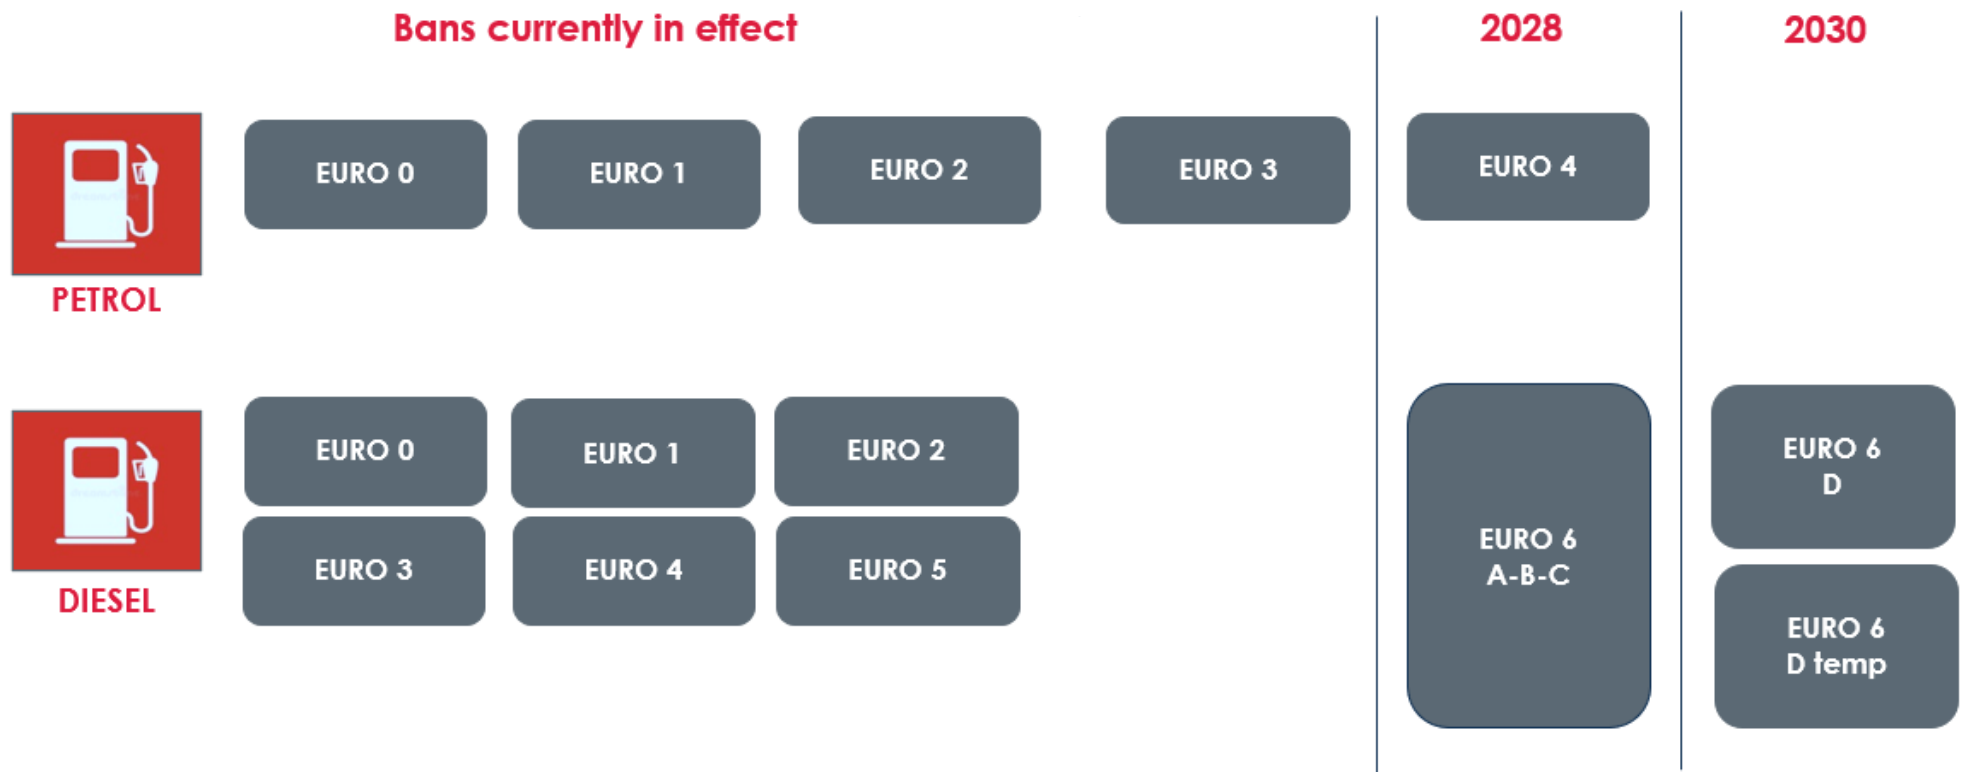 Bans currently in effect
2028
2030
EURO 0
EURO 1
EURO 2
EURO 3
EURO 4
PETROL
EURO 0
EURO 1
EURO 2
EURO 3
EURO 4
EURO 5
DIESEL
EURO 6
A-B-C
EURO 6
D
EURO 6
D temp